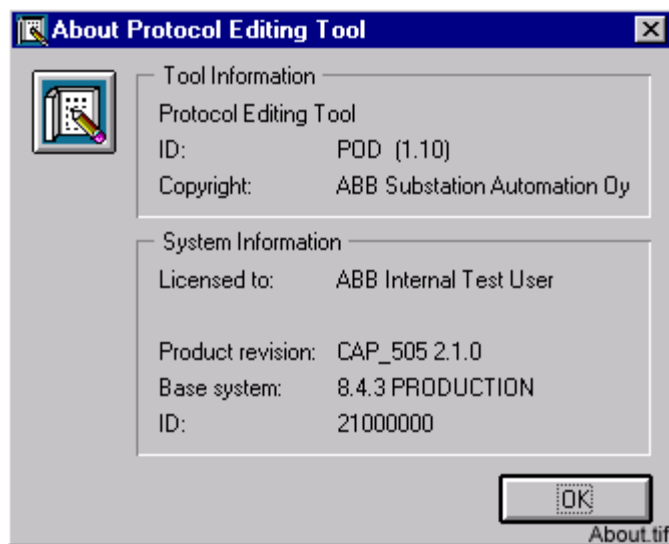 About Protocol Editing Tool
Tool Information
Protocol Editing Tool
ID: POD (1.10)
Copyright: ABB Substation Automation Oy
System Information
Licensed to: ABB Internal Test User
Product revision: CAP_505 2.1.0
Base system: 8.4.3 PRODUCTION
ID: 21000000
OK
About.tif